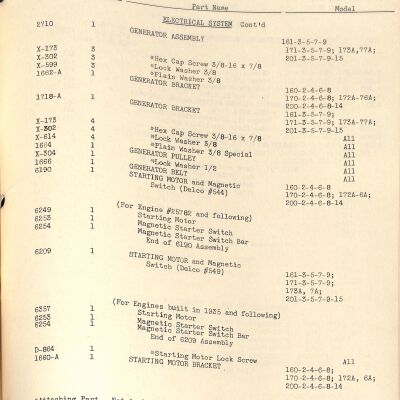 Part Name Model
ELECTRICAL SYSTEM Cont'd
2710 1 GENERATOR ASSEMBLY 161-3-5-7-9
171-3-5-7-9; 173A,77A;
201-3-5-7-9-15
X-173 3 *Hex Cap Screw 3/8-16 x 7/8
X-302 3 *Lock Washer 3/8
X-599 3 *Plain Washer 3/8
1662-A 1 GENERATOR BRACKET 160-2-4-6-8
170-2-4-6-8; 172A-76A;
200-2-4-6-8-14
1718-A 1 GENERATOR BRACKET 161-3-5-7-9;
171-3-5-7-9; 173A-77A;
201-3-5-7-9-15
X-173 4 *Hex Cap Screw 3/8-16 x 7/8 All
X-302 4 *Lock Washer 3/8 All
X-614 4 *Plain Washer 3/8 Special All
1664 1 GENERATOR PULLEY All
X-304 1 *Lock Washer 1/2 All
1666 1 GENERATOR BELT All
6190 1 STARTING MOTOR and Magnetic
Switch (Delco #544) 160-2-4-6-8
170-2-4-6-8; 172A-6A;
200-2-4-6-8-14
(For Engine #25782 and following)
6249 1 Starting Motor
6253 1 Magnetic Starter Switch
6254 1 Magnetic Starter Switch Bar
End of 6190 Assembly
6209 1 STARTING MOTOR and Magnetic
Switch (Delco #549) 161-3-5-7-9;
171-3-5-7-9;
173A, 7A;
201-3-5-7-9-15
(For Engines built in 1935 and following)
6357 1 Starting Motor
6253 1 Magnetic Starter Switch
6254 1 Magnetic Starter Switch Bar
End of 6209 Assembly
D-864 1 *Starting Motor Lock Screw All
1660-A 1 STARTING MOTOR BRACKET 160-2-4-6-8;
170-2-4-6-8; 172A, 6A;
200-2-4-6-8-14
*Attaching Part